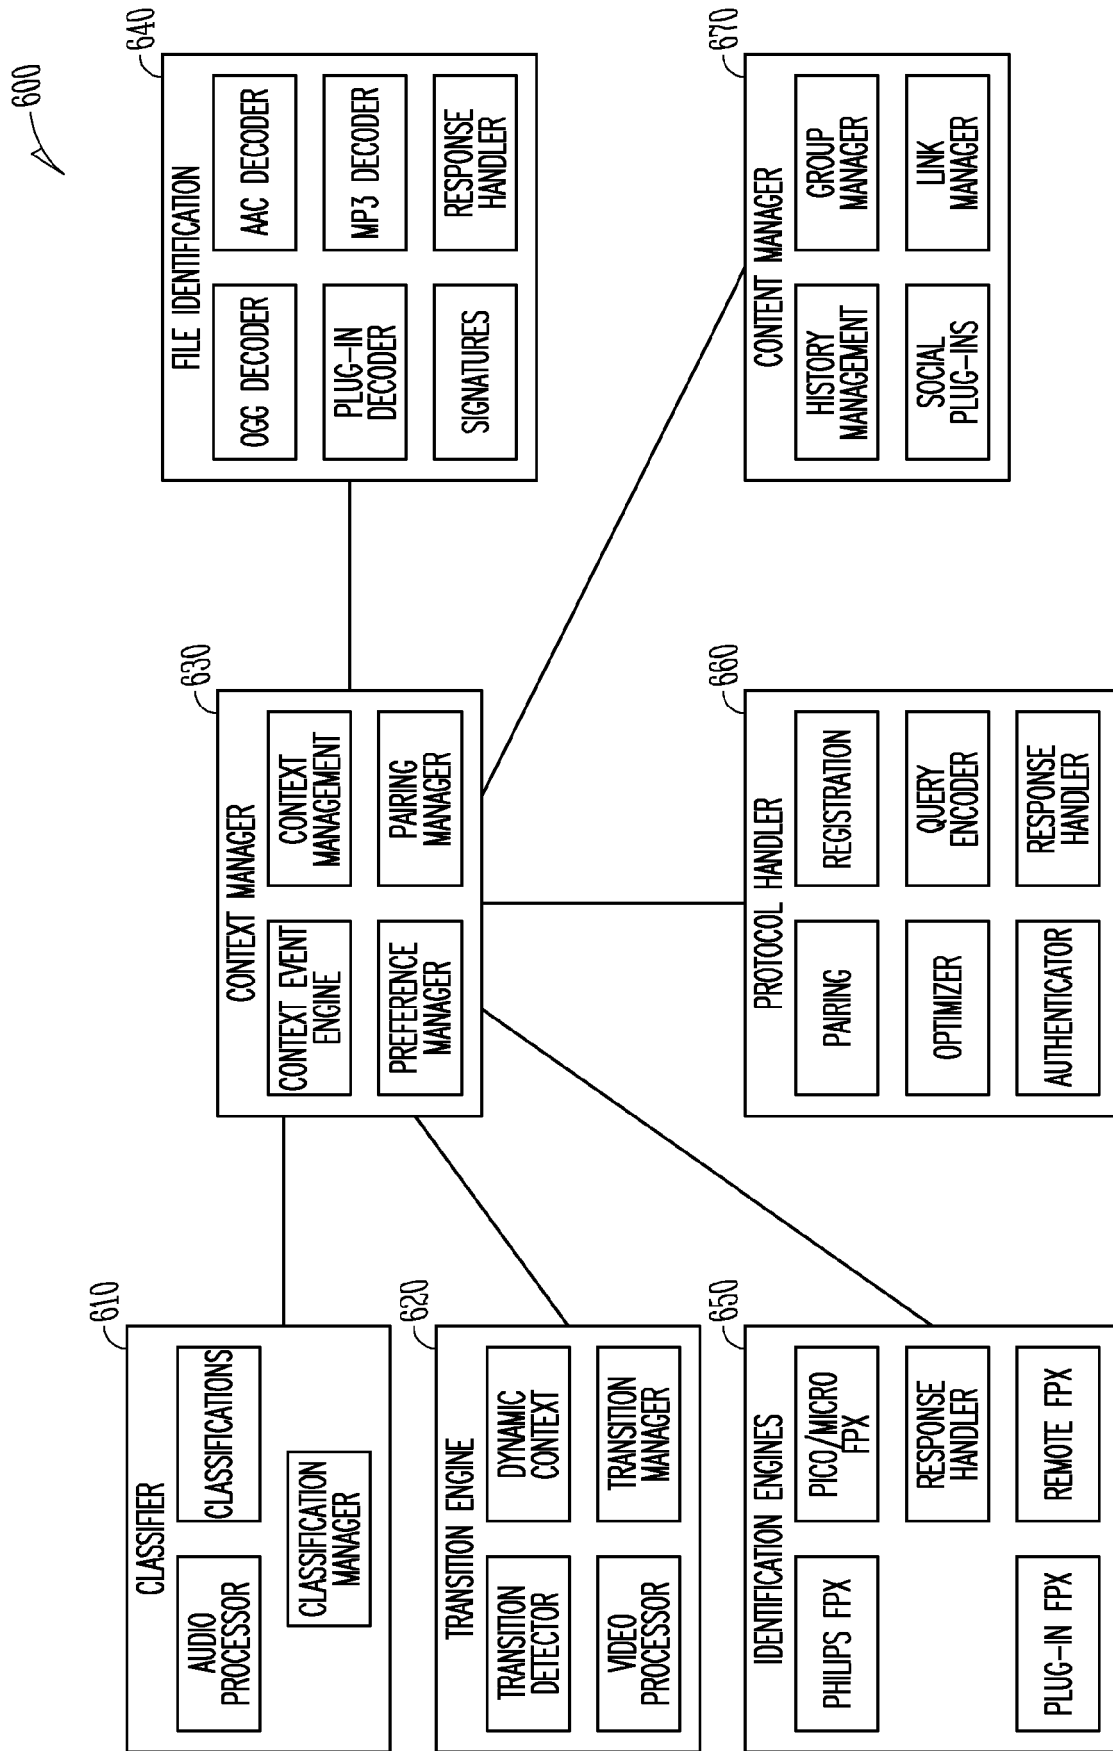 600
610
CLASSIFIER
AUDIO
PROCESSOR
CLASSIFICATIONS
CLASSIFICATION
MANAGER
620
TRANSITION ENGINE
TRANSITION
DETECTOR
DYNAMIC
CONTEXT
VIDEO
PROCESSOR
TRANSITION
MANAGER
650
IDENTIFICATION ENGINES
PHILIPS FPX
PICO/MICRO
FPX
RESPONSE
HANDLER
PLUG-IN FPX
REMOTE FPX
630
CONTEXT MANAGER
CONTEXT EVENT
ENGINE
CONTEXT
MANAGEMENT
PREFERENCE
MANAGER
PAIRING
MANAGER
660
PROTOCOL HANDLER
PAIRING
REGISTRATION
OPTIMIZER
QUERY
ENCODER
AUTHENTICATOR
RESPONSE
HANDLER
640
FILE IDENTIFICATION
OGG DECODER
AAC DECODER
PLUG-IN
DECODER
MP3 DECODER
SIGNATURES
RESPONSE
HANDLER
670
CONTENT MANAGER
HISTORY
MANAGEMENT
GROUP
MANAGER
SOCIAL
PLUG-INS
LINK
MANAGER